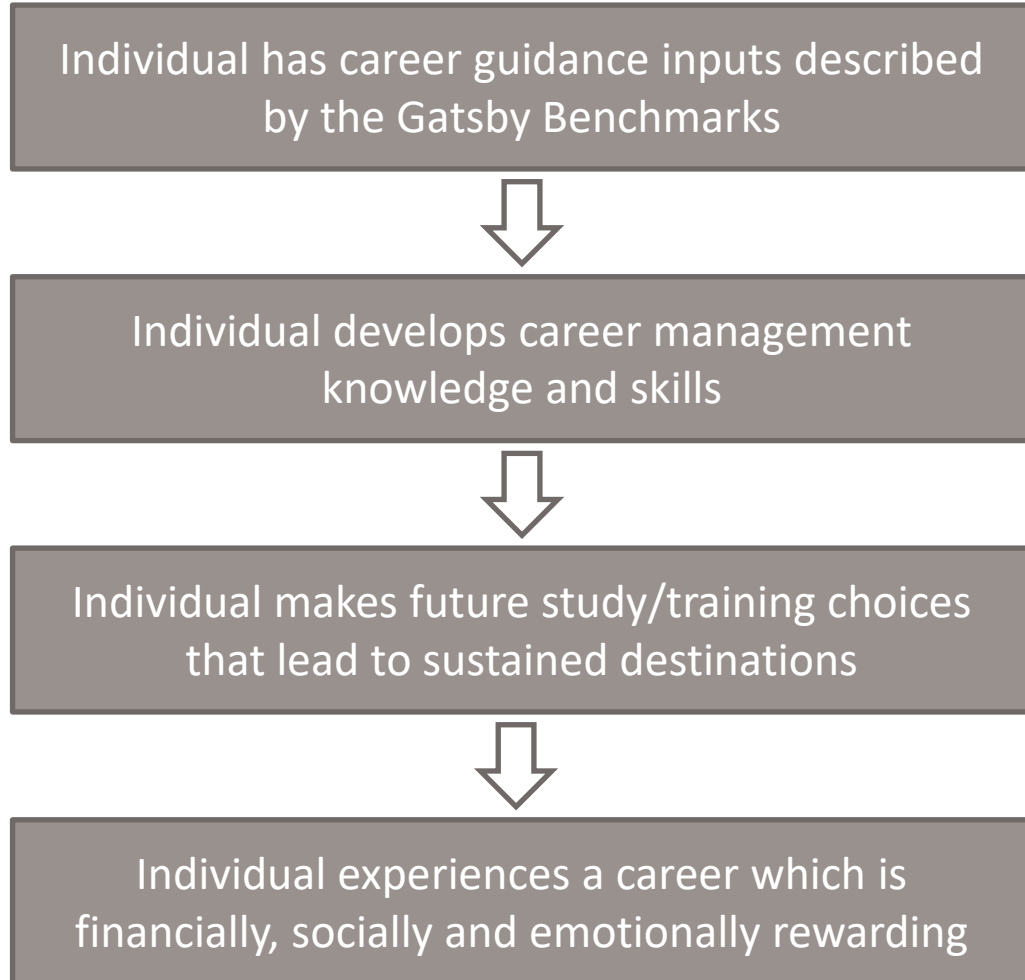 Individual has career guidance inputs described
by the Gatsby Benchmarks
Individual develops career management
knowledge and skills
Individual makes future study/training choices
that lead to sustained destinations
Individual experiences a career which is
financially, socially and emotionally rewarding